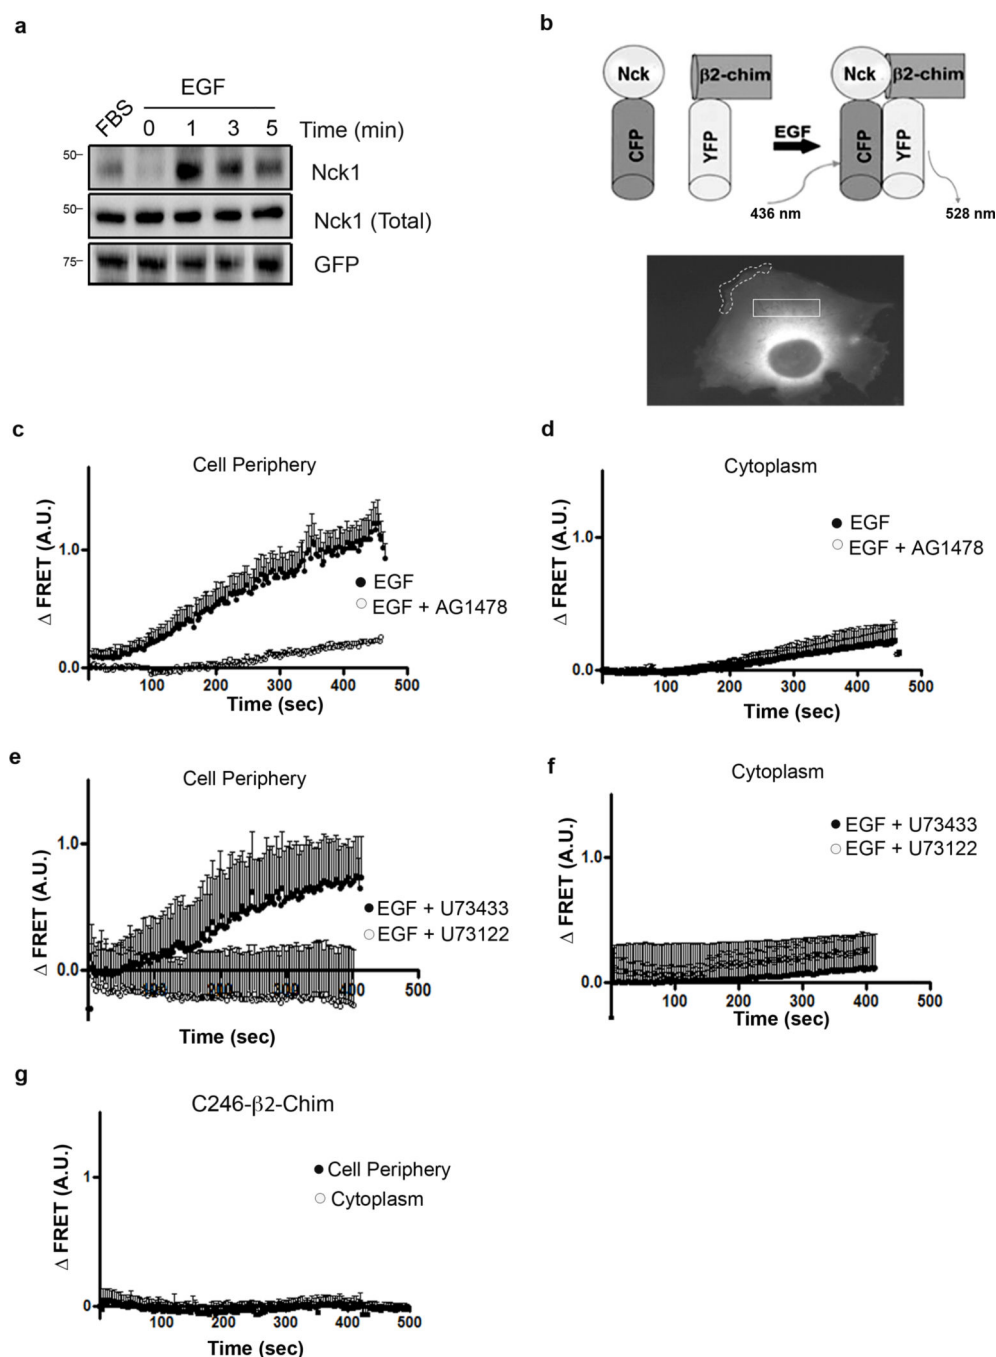 a
EGF
FBS 0 1 3 5 Time (min)
50 Nck1
50 Nck1 (Total)
75 GFP
b
Nck β2-chim Nck β2-chim
CFP YFP EGF CFP YFP
436 nm 528 nm
c
Cell Periphery
Δ FRET (A.U.)
1.0
0.0
EGF
EGF + AG1478
100 200 300 400 500
Time (sec)
d
Cytoplasm
Δ FRET (A.U.)
1.0
0.0
EGF
EGF + AG1478
100 200 300 400 500
Time (sec)
e
Cell Periphery
Δ FRET (A.U.)
1.0
0.0
EGF + U73433
EGF + U73122
100 200 300 400 500
Time (sec)
f
Cytoplasm
Δ FRET (A.U.)
1.0
0.0
EGF + U73433
EGF + U73122
100 200 300 400 500
Time (sec)
g
C246-β2-Chim
Δ FRET (A.U.)
1
0
Cell Periphery
Cytoplasm
100 200 300 400 500
Time (sec)